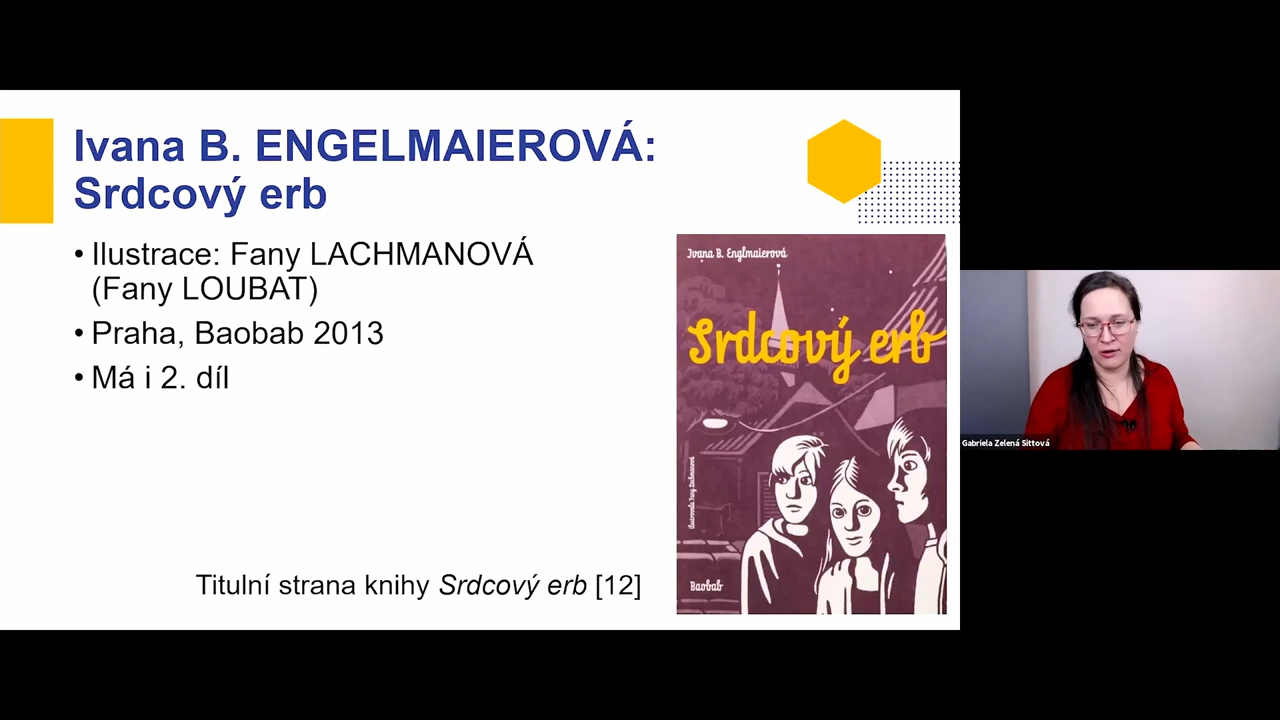 Ivana B. ENGELMAIEROVÁ:
Srdcový erb
• Ilustrace: Fany LACHMANOVÁ
(Fany LOUBAT)
• Praha, Baobab 2013
• Má i 2. díl
Titulní strana knihy Srdcový erb [12]
Ivana B. Englmaierová
Srdcový erb
ilustrovala Fany Lachmanová
Baobab
Gabriela Zelená Sittová